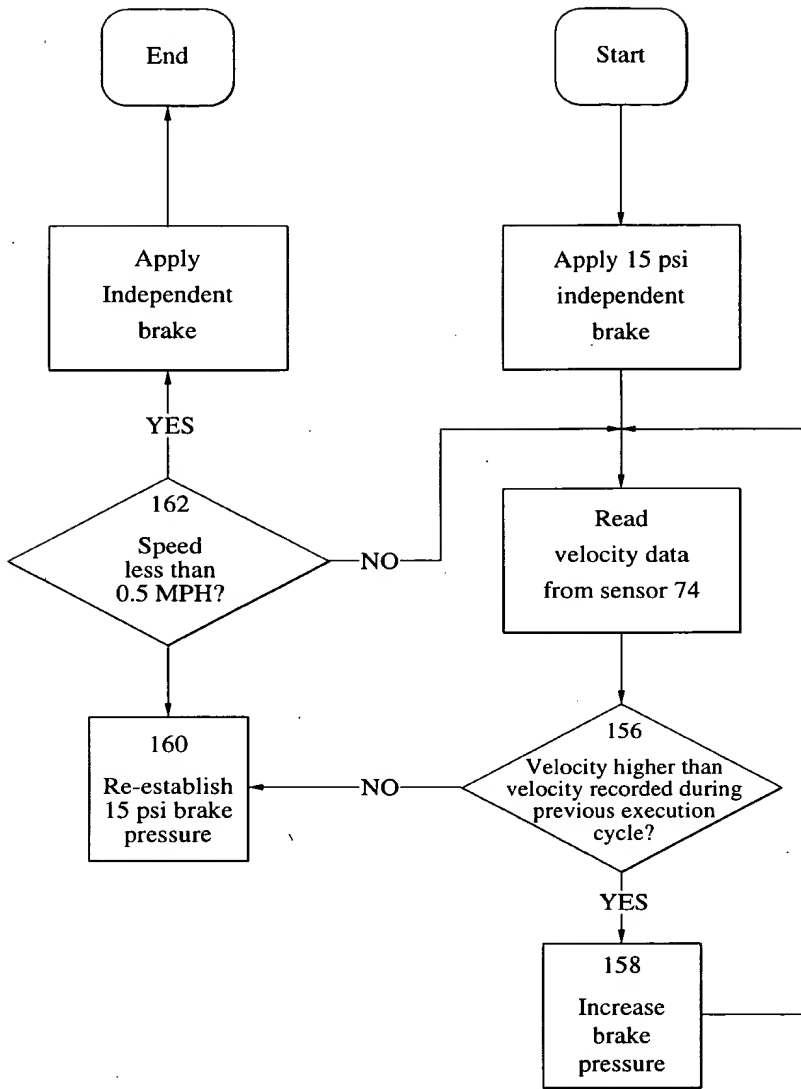 End
Start
Apply
Independent
brake
Apply 15 psi
independent
brake
YES
162
Speed
less than
0.5 MPH?
NO
Read
velocity data
from sensor 74
160
Re-establish
15 psi brake
pressure
NO
156
Velocity higher than
velocity recorded during
previous execution
cycle?
YES
158
Increase
brake
pressure